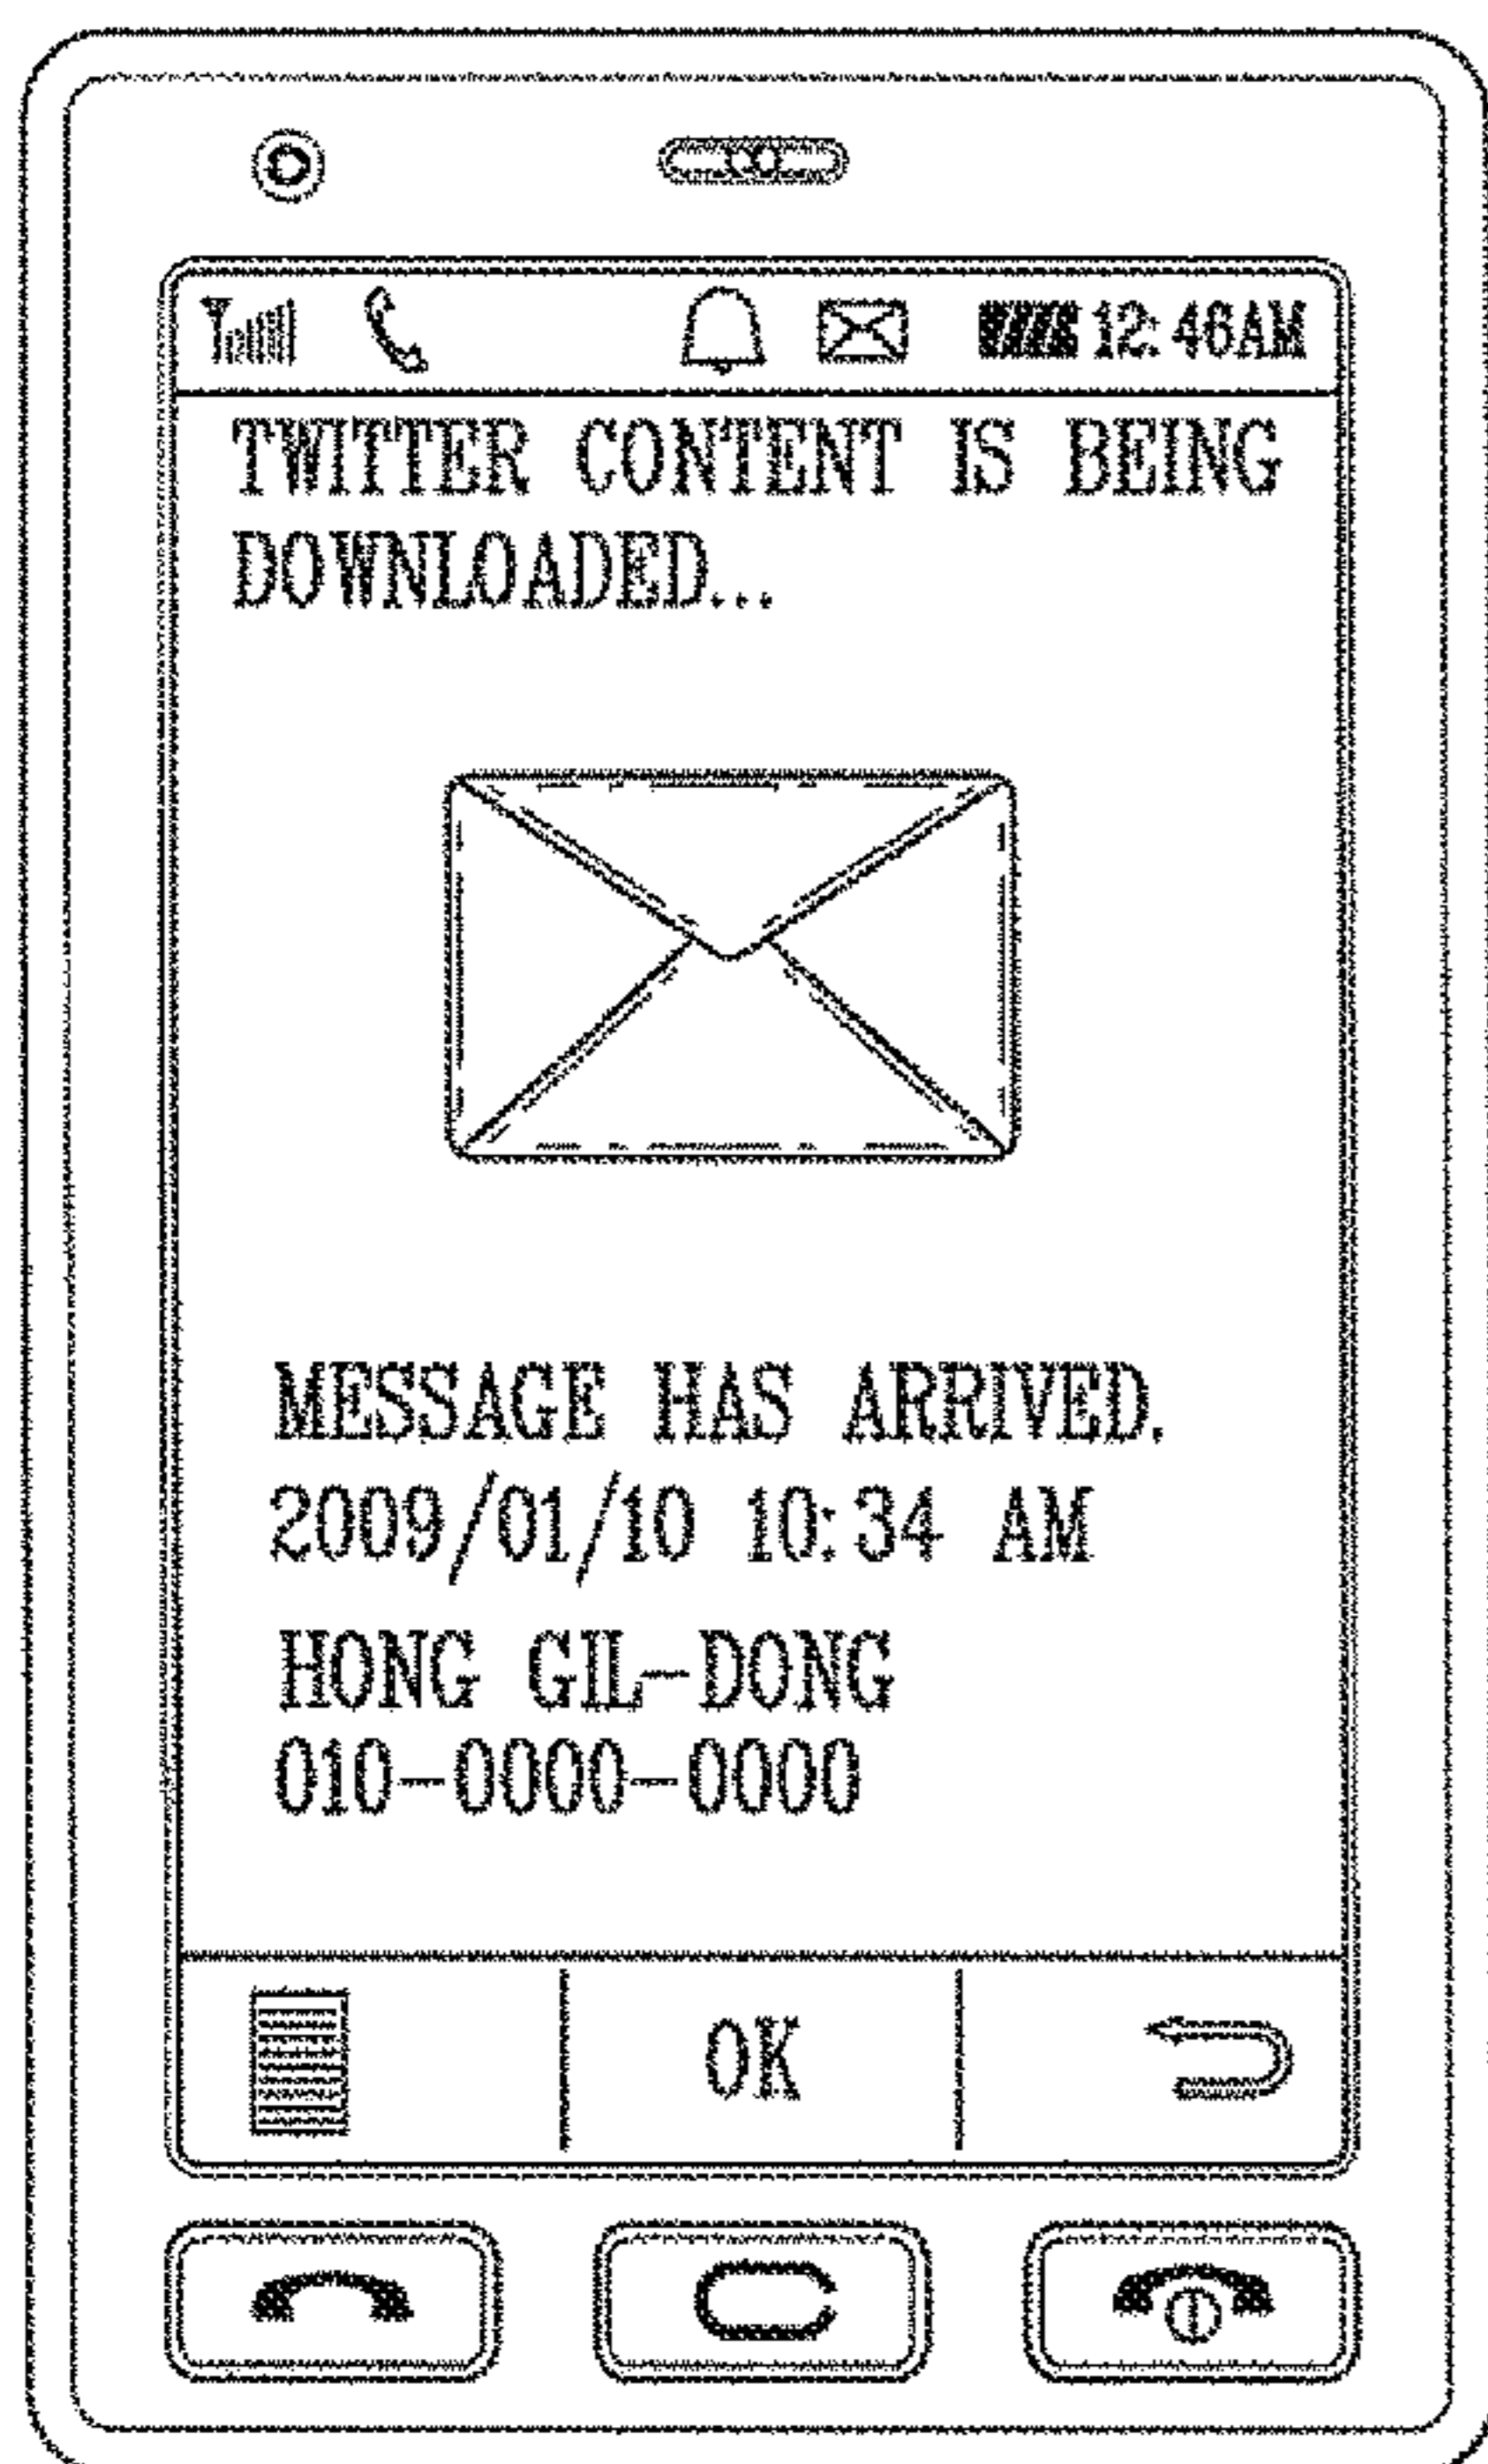 12:46AM
TWITTER CONTENT IS BEING
DOWNLOADED...
MESSAGE HAS ARRIVED.
2009/01/10 10:34 AM
HONG GIL-DONG
010-0000-0000
OK